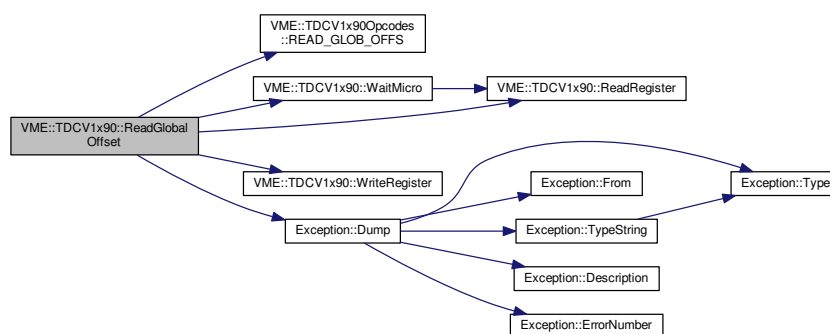 VME::TDCV1x90Opcodes
::READ_GLOB_OFFS
VME::TDCV1x90::WaitMicro
VME::TDCV1x90::ReadRegister
VME::TDCV1x90::ReadGlobal
Offset
VME::TDCV1x90::WriteRegister
Exception::From
Exception::Type
Exception::Dump
Exception::TypeString
Exception::Description
Exception::ErrorNumber